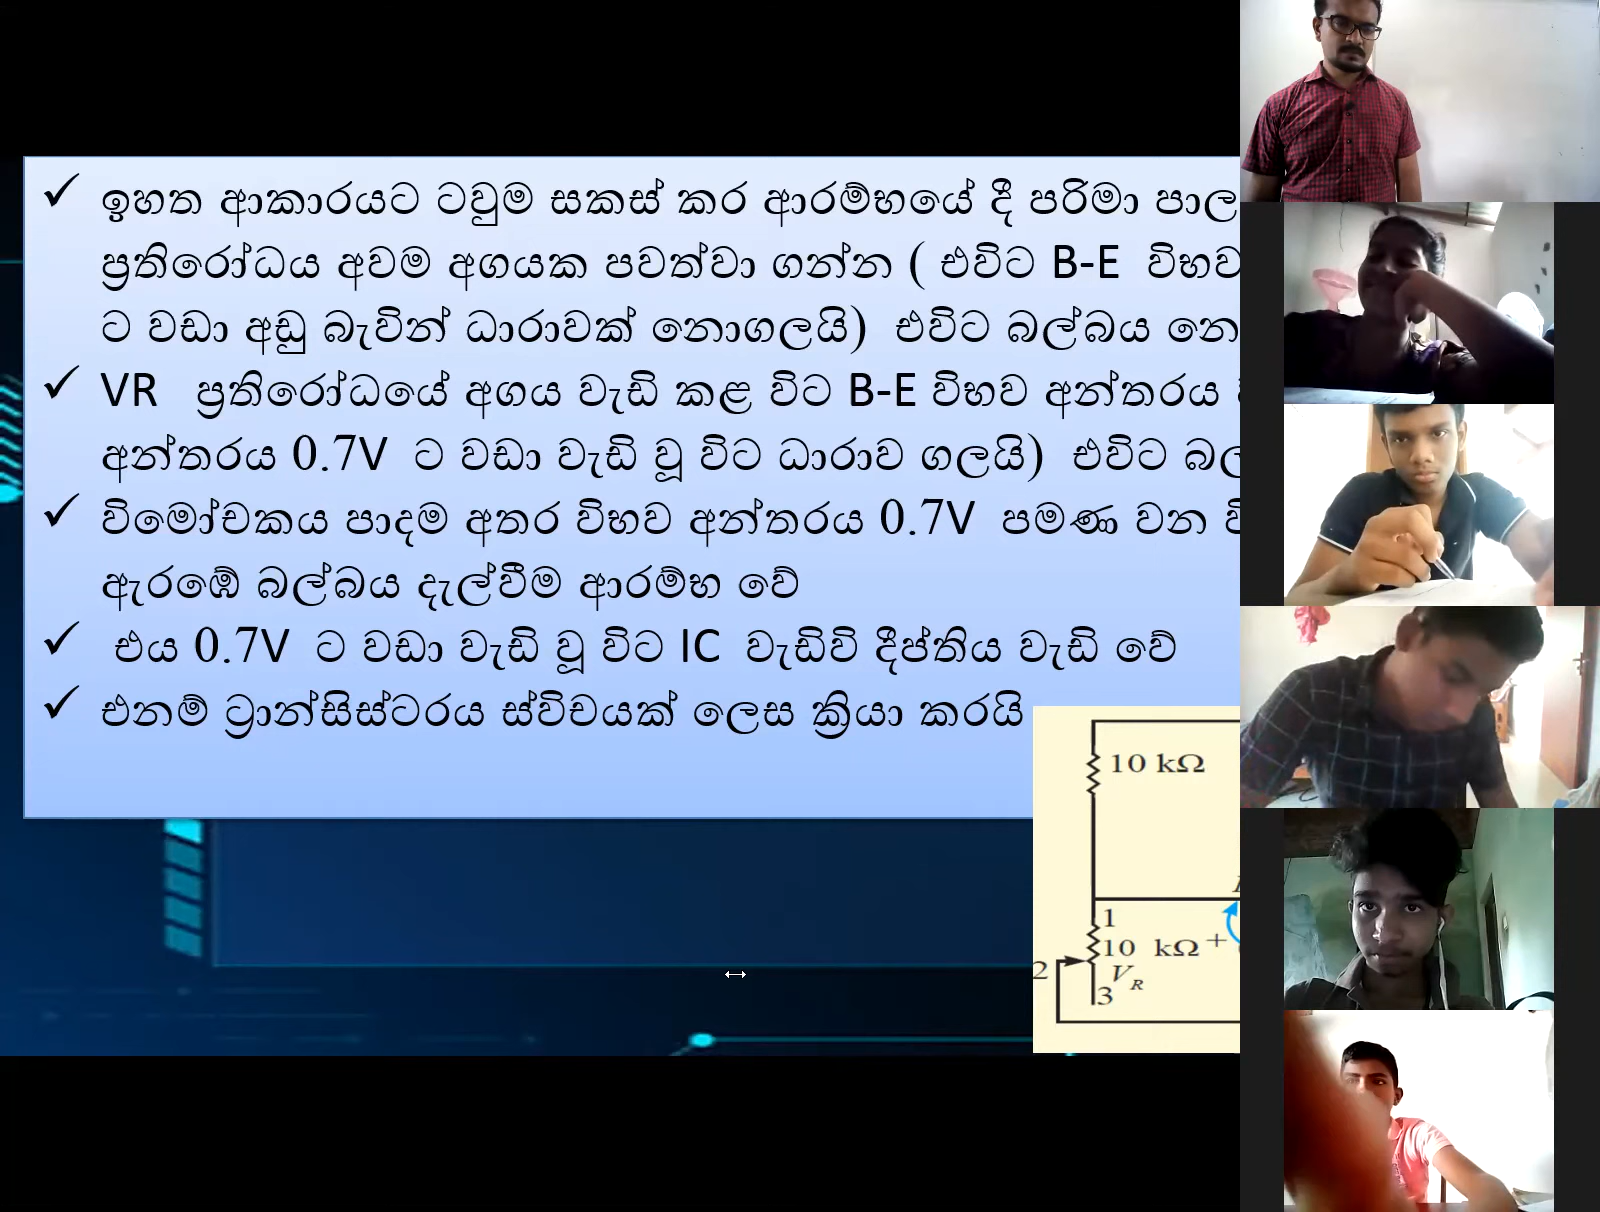 ✓ ඉහත ආකාරයට ටවුම සකස් කර ආරම්භයේ දී පරිමා පාල
ප්‍රතිරෝධය අවම අගයක පවත්වා ගන්න ( එවිට B-E විභව
ට වඩා අඩු බැවින් ධාරාවක් නොගලයි) එවිට බල්බය නො
✓ VR ප්‍රතිරෝධයේ අගය වැඩි කළ විට B-E විභව අන්තරය
අන්තරය 0.7V ට වඩා වැඩි වූ විට ධාරාව ගලයි) එවිට බල
✓ විමෝචකය පාදම අතර විභව අන්තරය 0.7V පමණ වන වි
ඇරඹේ බල්බය දැල්වීම ආරම්භ වේ
✓ එය 0.7V ට වඩා වැඩි වූ විට IC වැඩිවි දීප්තිය වැඩි වේ
✓ එනම් ට්‍රාන්සිස්ටරය ස්විචයක් ලෙස ක්‍රියා කරයි
10 kΩ
1
10 kΩ +
2
V_R
3